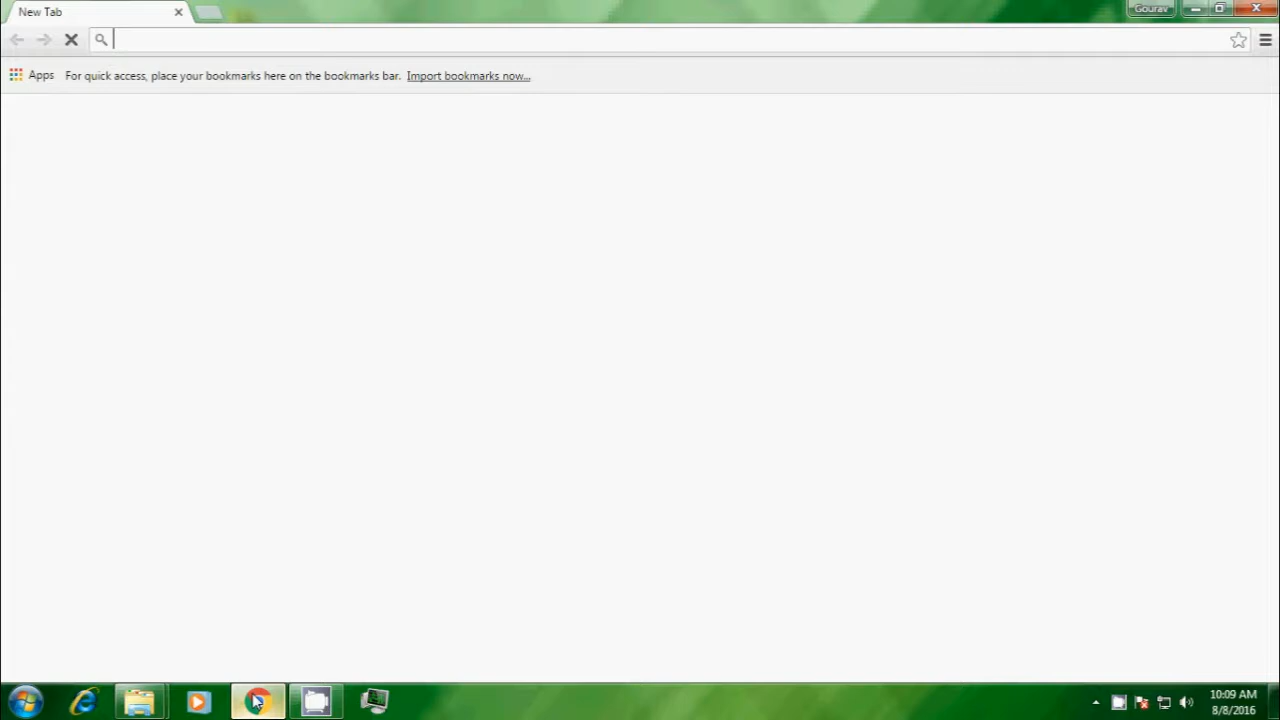 New Tab
Gourav
Apps For quick access, place your bookmarks here on the bookmarks bar. Import bookmarks now...
10:09 AM
8/8/2016